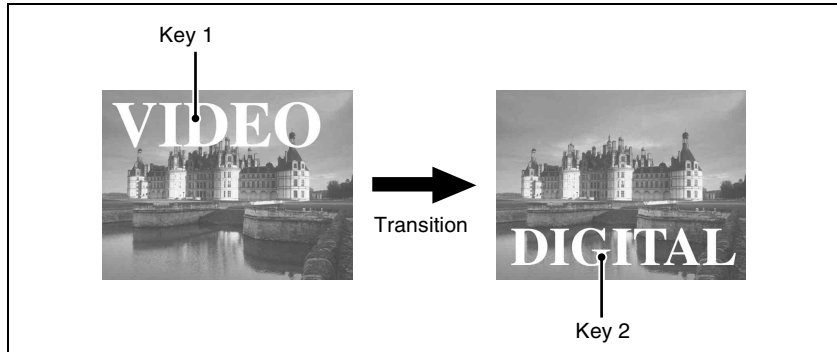 Key 1
VIDEO
Transition
DIGITAL
Key 2